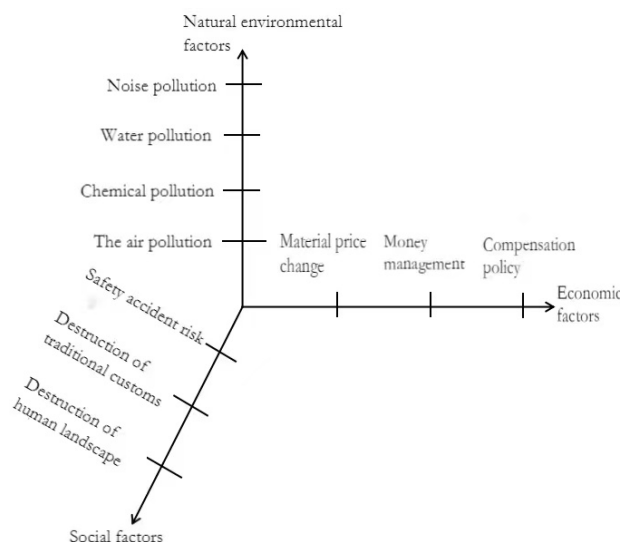 Natural environmental
factors
Noise pollution
Water pollution
Chemical pollution
The air pollution
Material price
change
Money
management
Compensation
policy
Economic
factors
Safety accident risk
Destruction of
traditional customs
Destruction of
human landscape
Social factors